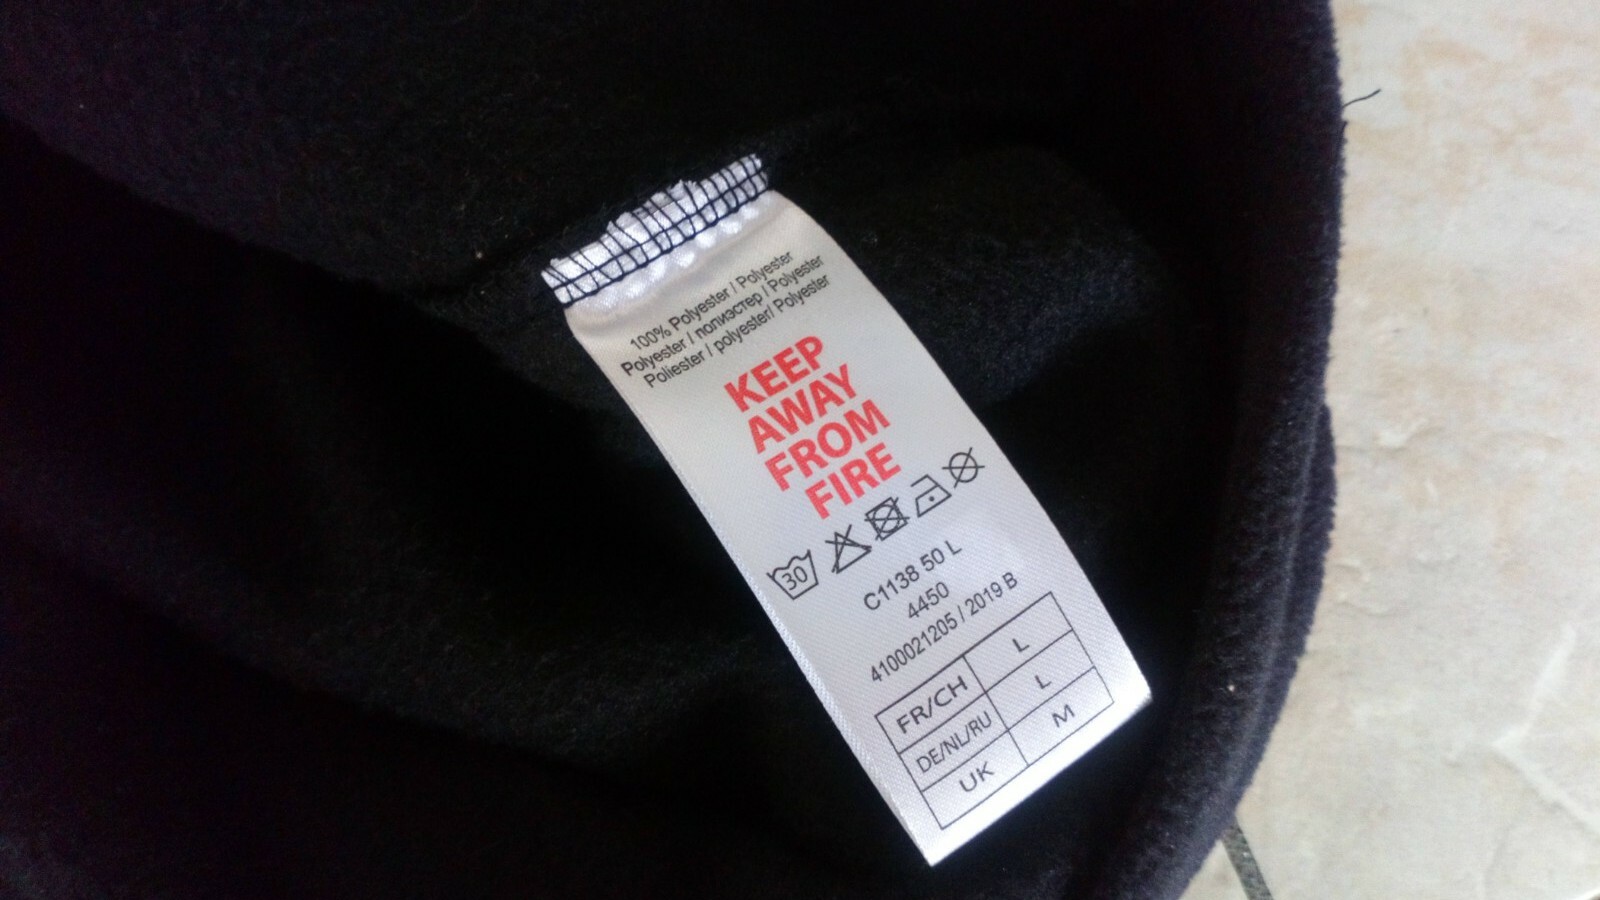 100% Polyester / Polyester
Polyester / полиэстер / Polyester
Poliester / polyester/ Polyester
KEEP
AWAY
FROM
FIRE
30
C1138 50 L
4450
4100021205 / 2019 B
FR/CH L
DE/NL/RU L
UK M